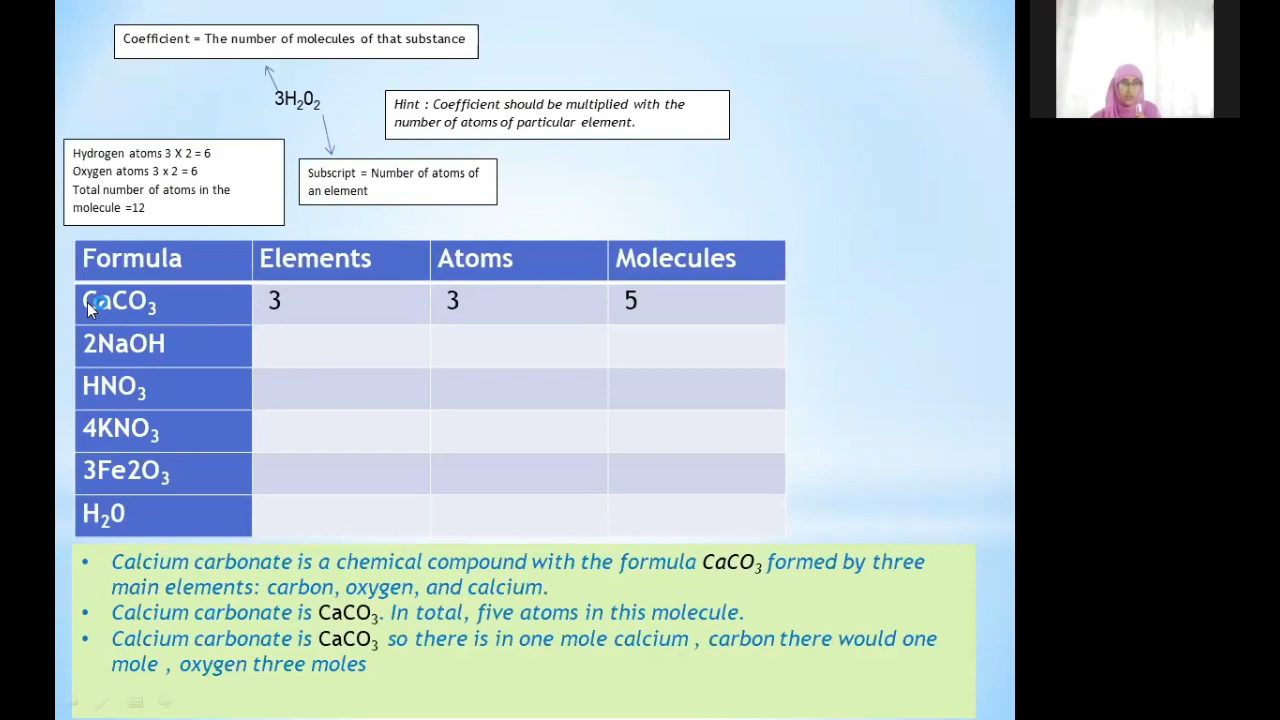 Coefficient = The number of molecules of that substance
3H₂0₂
Hint : Coefficient should be multiplied with the
number of atoms of particular element.
Hydrogen atoms 3 X 2 = 6
Oxygen atoms 3 x 2 = 6
Total number of atoms in the
molecule =12
Subscript = Number of atoms of
an element
Formula Elements Atoms Molecules
CaCO₃ 3 3 5
2NaOH
HNO₃
4KNO₃
3Fe2O₃
H₂0
• Calcium carbonate is a chemical compound with the formula CaCO₃ formed by three
main elements: carbon, oxygen, and calcium.
• Calcium carbonate is CaCO₃. In total, five atoms in this molecule.
• Calcium carbonate is CaCO₃ so there is in one mole calcium , carbon there would one
mole , oxygen three moles